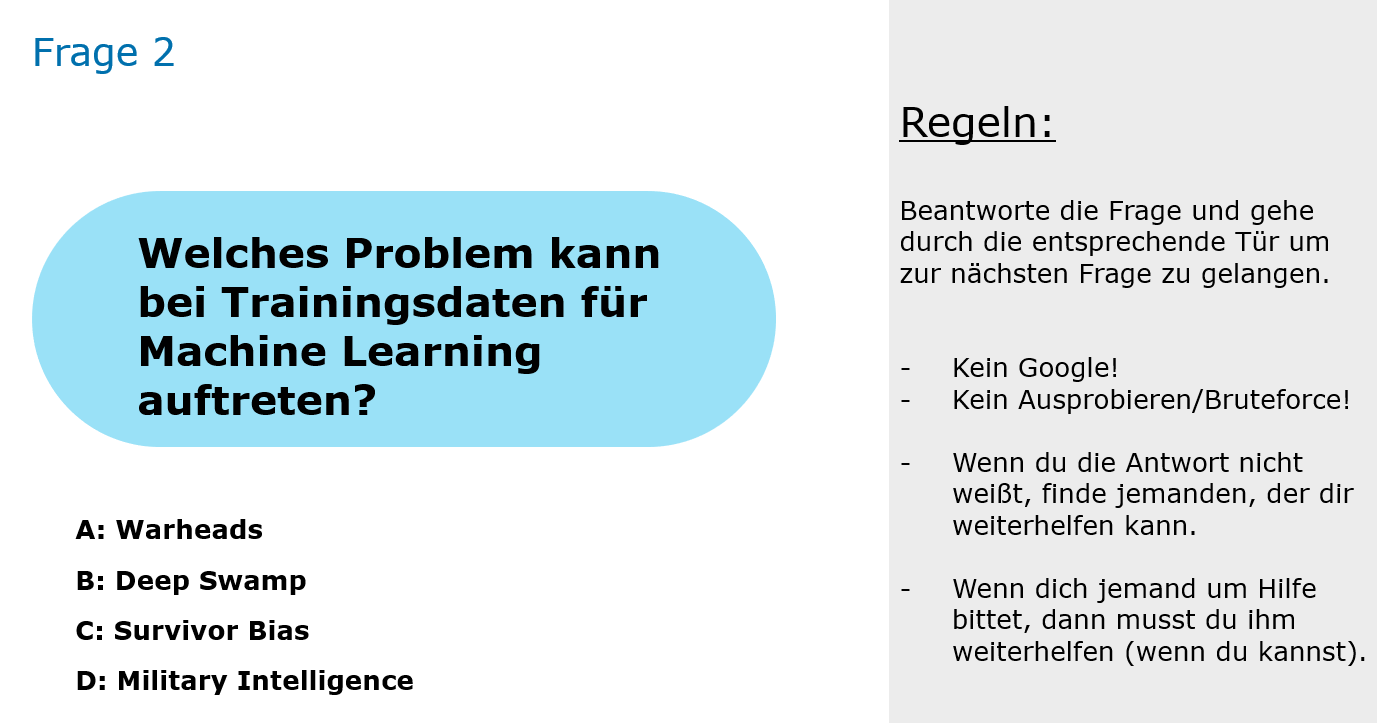 Frage 2
Welches Problem kann
bei Trainingsdaten für
Machine Learning
auftreten?
A: Warheads
B: Deep Swamp
C: Survivor Bias
D: Military Intelligence
Regeln:
Beantworte die Frage und gehe
durch die entsprechende Tür um
zur nächsten Frage zu gelangen.
- Kein Google!
- Kein Ausprobieren/Bruteforce!
- Wenn du die Antwort nicht
weißt, finde jemanden, der dir
weiterhelfen kann.
- Wenn dich jemand um Hilfe
bittet, dann musst du ihm
weiterhelfen (wenn du kannst).